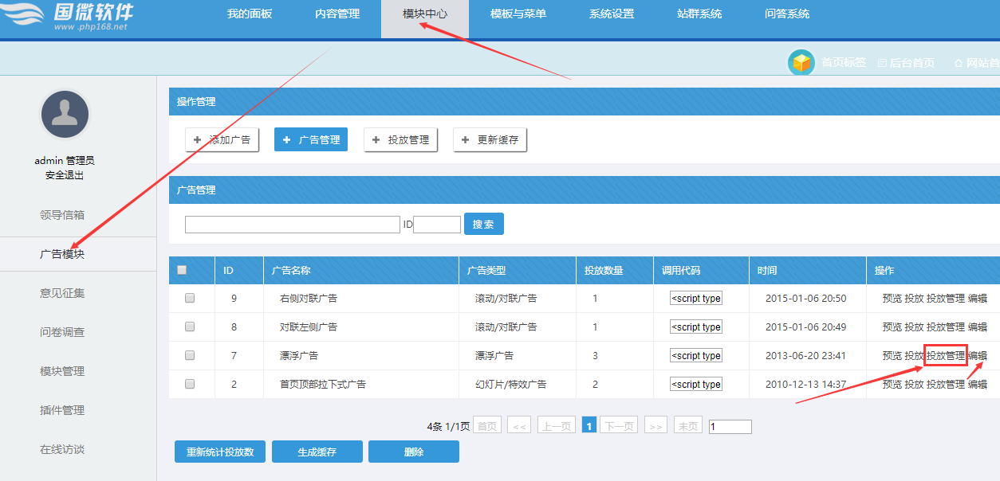 国微软件
www.php168.net
我的面板 内容管理 模块中心 模板与菜单 系统设置 站群系统 问答系统
首页标签 后台首页 网站首
admin 管理员
安全退出
领导信箱
广告模块
意见征集
问卷调查
模块管理
插件管理
在线访谈
操作管理
添加广告 广告管理 投放管理 更新缓存
广告管理
ID 搜索
ID 广告名称 广告类型 投放数量 调用代码 时间 操作
9 右侧对联广告 滚动/对联广告 1 <script type 2015-01-06 20:50 预览 投放 投放管理 编辑
8 对联左侧广告 滚动/对联广告 1 <script type 2015-01-06 20:49 预览 投放 投放管理 编辑
7 漂浮广告 漂浮广告 3 <script type 2013-06-20 23:41 预览 投放 投放管理 编辑
2 首页顶部拉下式广告 幻灯片/特效广告 2 <script type 2010-12-13 14:37 预览 投放 投放管理 编辑
4条 1/1页 首页 << 上一页 1 下一页 >> 末页 1
重新统计投放数 生成缓存 删除